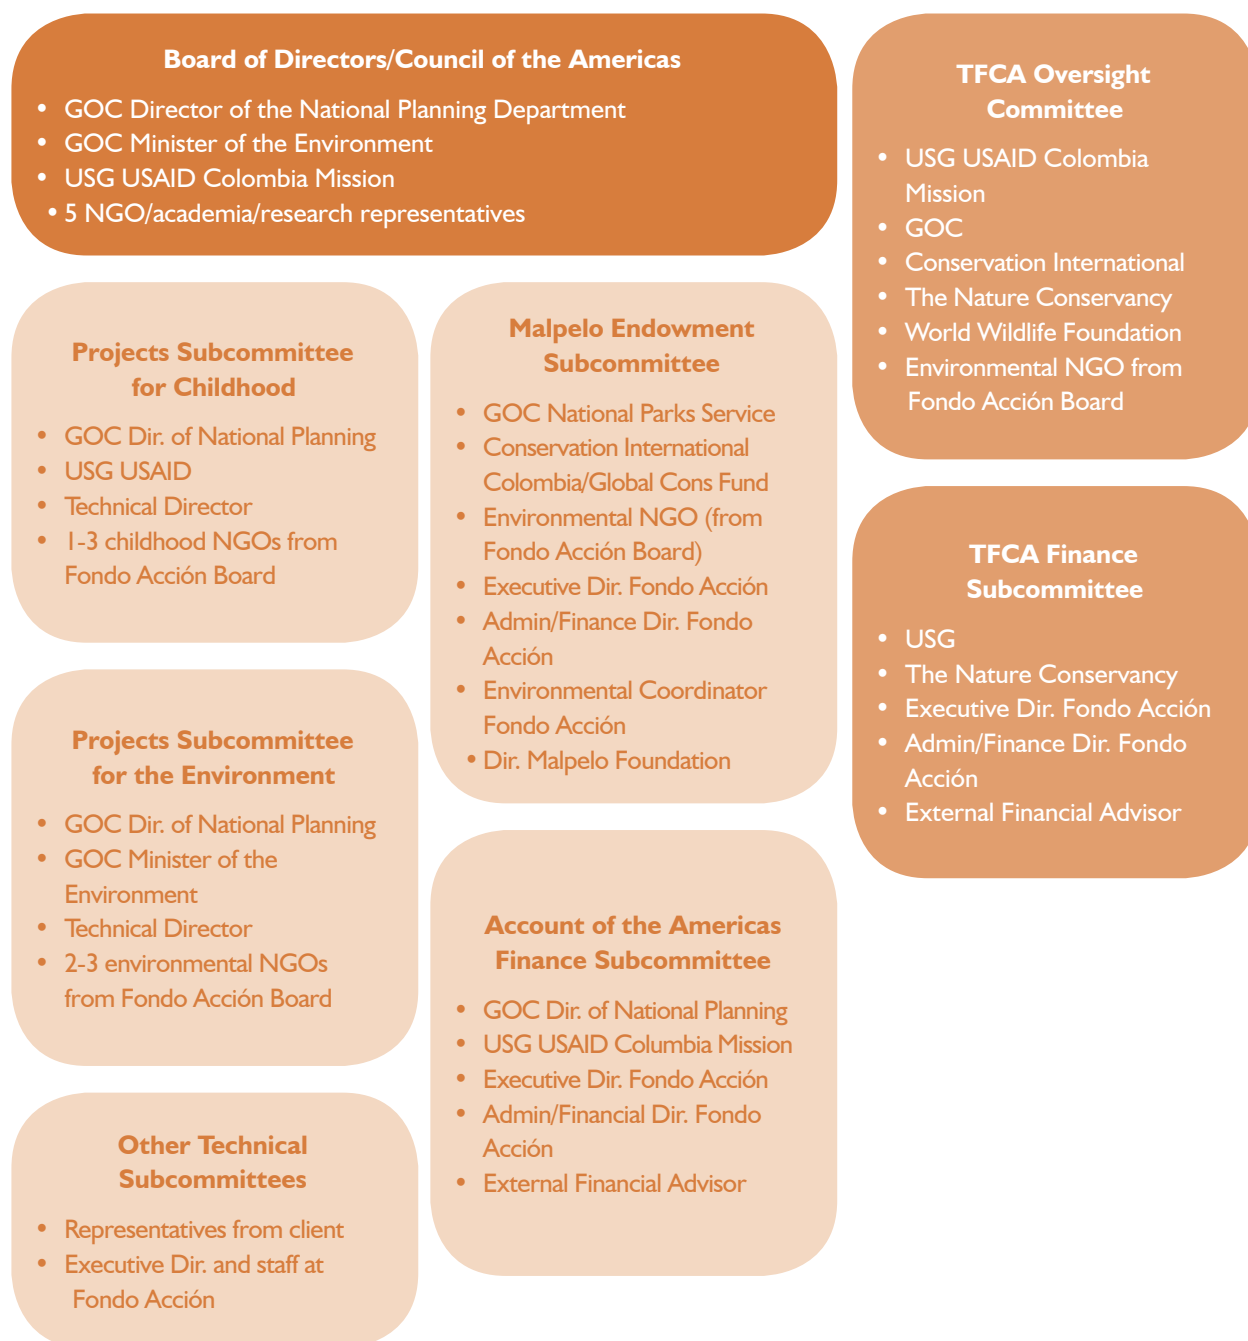 Board of Directors/Council of the Americas
• GOC Director of the National Planning Department
• GOC Minister of the Environment
• USG USAID Colombia Mission
• 5 NGO/academia/research representatives
TFCA Oversight
Committee
• USG USAID Colombia
Mission
• GOC
• Conservation International
• The Nature Conservancy
• World Wildlife Foundation
• Environmental NGO from
Fondo Acción Board
Projects Subcommittee
for Childhood
• GOC Dir. of National Planning
• USG USAID
• Technical Director
• 1-3 childhood NGOs from
Fondo Acción Board
Malpelo Endowment
Subcommittee
• GOC National Parks Service
• Conservation International
Colombia/Global Cons Fund
• Environmental NGO (from
Fondo Acción Board)
• Executive Dir. Fondo Acción
• Admin/Finance Dir. Fondo
Acción
• Environmental Coordinator
Fondo Acción
• Dir. Malpelo Foundation
TFCA Finance
Subcommittee
• USG
• The Nature Conservancy
• Executive Dir. Fondo Acción
• Admin/Finance Dir. Fondo
Acción
• External Financial Advisor
Projects Subcommittee
for the Environment
• GOC Dir. of National Planning
• GOC Minister of the
Environment
• Technical Director
• 2-3 environmental NGOs
from Fondo Acción Board
Account of the Americas
Finance Subcommittee
• GOC Dir. of National Planning
• USG USAID Columbia Mission
• Executive Dir. Fondo Acción
• Admin/Financial Dir. Fondo
Acción
• External Financial Advisor
Other Technical
Subcommittees
• Representatives from client
• Executive Dir. and staff at
Fondo Acción